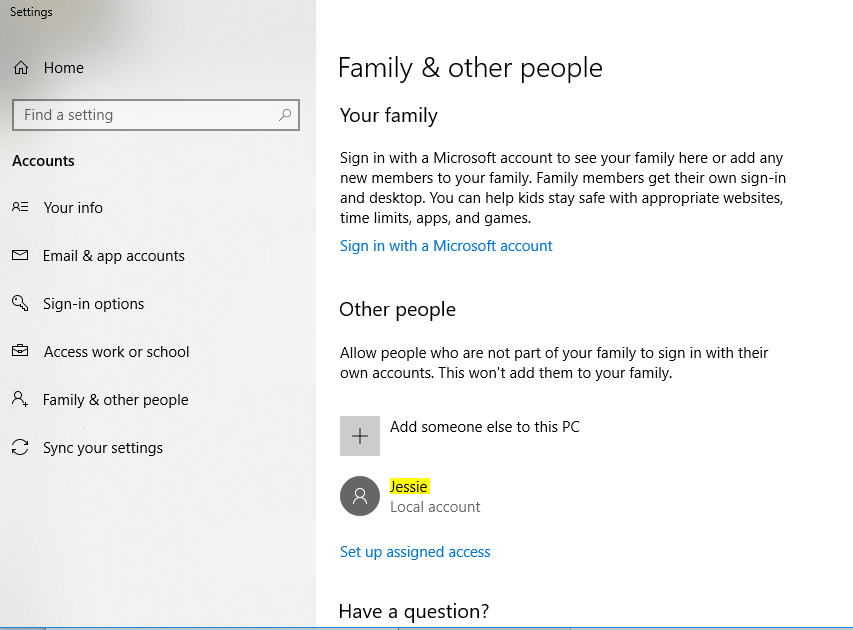 Settings
Home
Find a setting
Accounts
Your info
Email & app accounts
Sign-in options
Access work or school
Family & other people
Sync your settings
Family & other people
Your family
Sign in with a Microsoft account to see your family here or add any
new members to your family. Family members get their own sign-in
and desktop. You can help kids stay safe with appropriate websites,
time limits, apps, and games.
Sign in with a Microsoft account
Other people
Allow people who are not part of your family to sign in with their
own accounts. This won't add them to your family.
Add someone else to this PC
Jessie
Local account
Set up assigned access
Have a question?